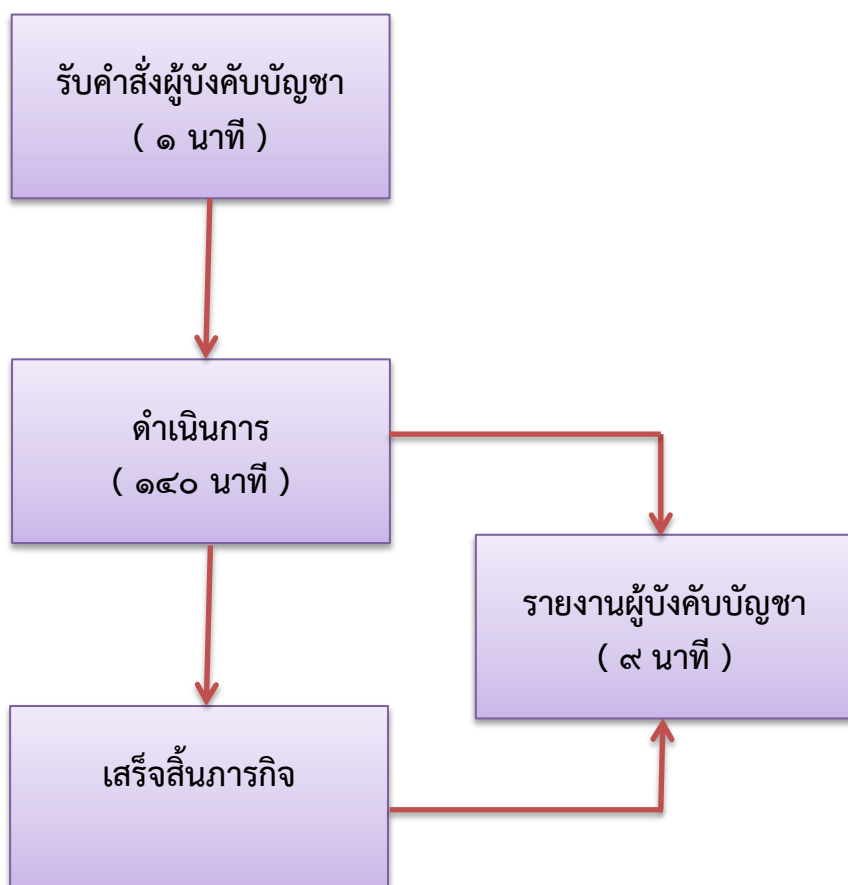 รับคำสั่งผู้บังคับบัญชา
( ๑ นาที )
ดำเนินการ
( ๑๔๐ นาที )
รายงานผู้บังคับบัญชา
( ๙ นาที )
เสร็จสิ้นภารกิจ